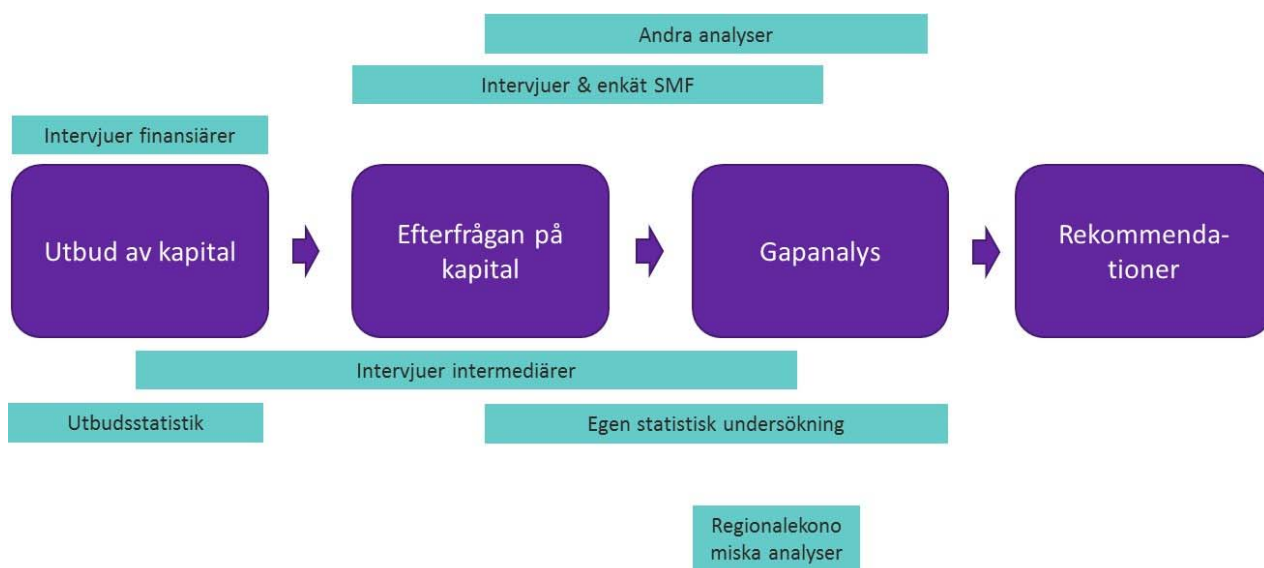 Andra analyser
Intervjuer & enkät SMF
Intervjuer finansiärer
Utbud av kapital
Efterfrågan på
kapital
Gapanalys
Rekommenda-
tioner
Intervjuer intermediärer
Utbudsstatistik
Egen statistisk undersökning
Regionalekono
miska analyser